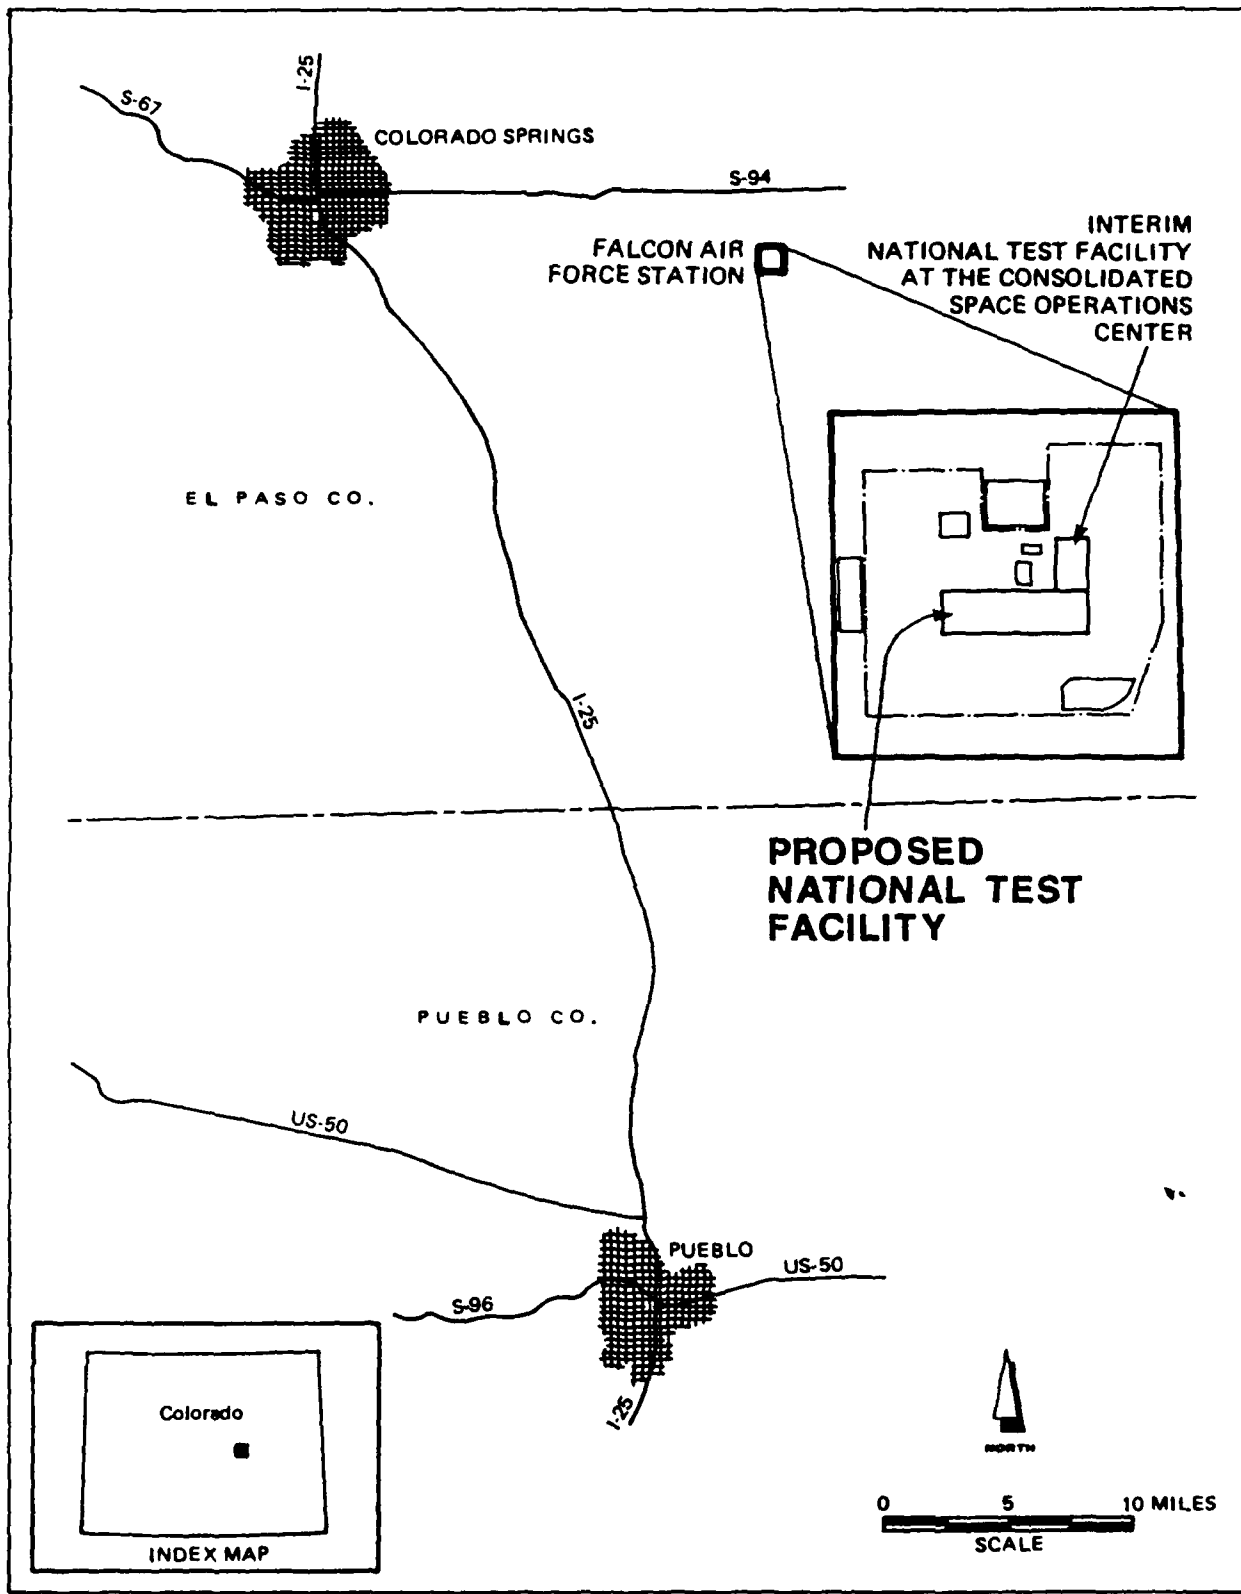 I-25
S-67
COLORADO SPRINGS
S-94
FALCON AIR
FORCE STATION
INTERIM
NATIONAL TEST FACILITY
AT THE CONSOLIDATED
SPACE OPERATIONS
CENTER
EL PASO CO.
I-25
PROPOSED
NATIONAL TEST
FACILITY
PUEBLO CO.
US-50
PUEBLO
US-50
S-96
I-25
Colorado
INDEX MAP
NORTH
0 5 10 MILES
SCALE